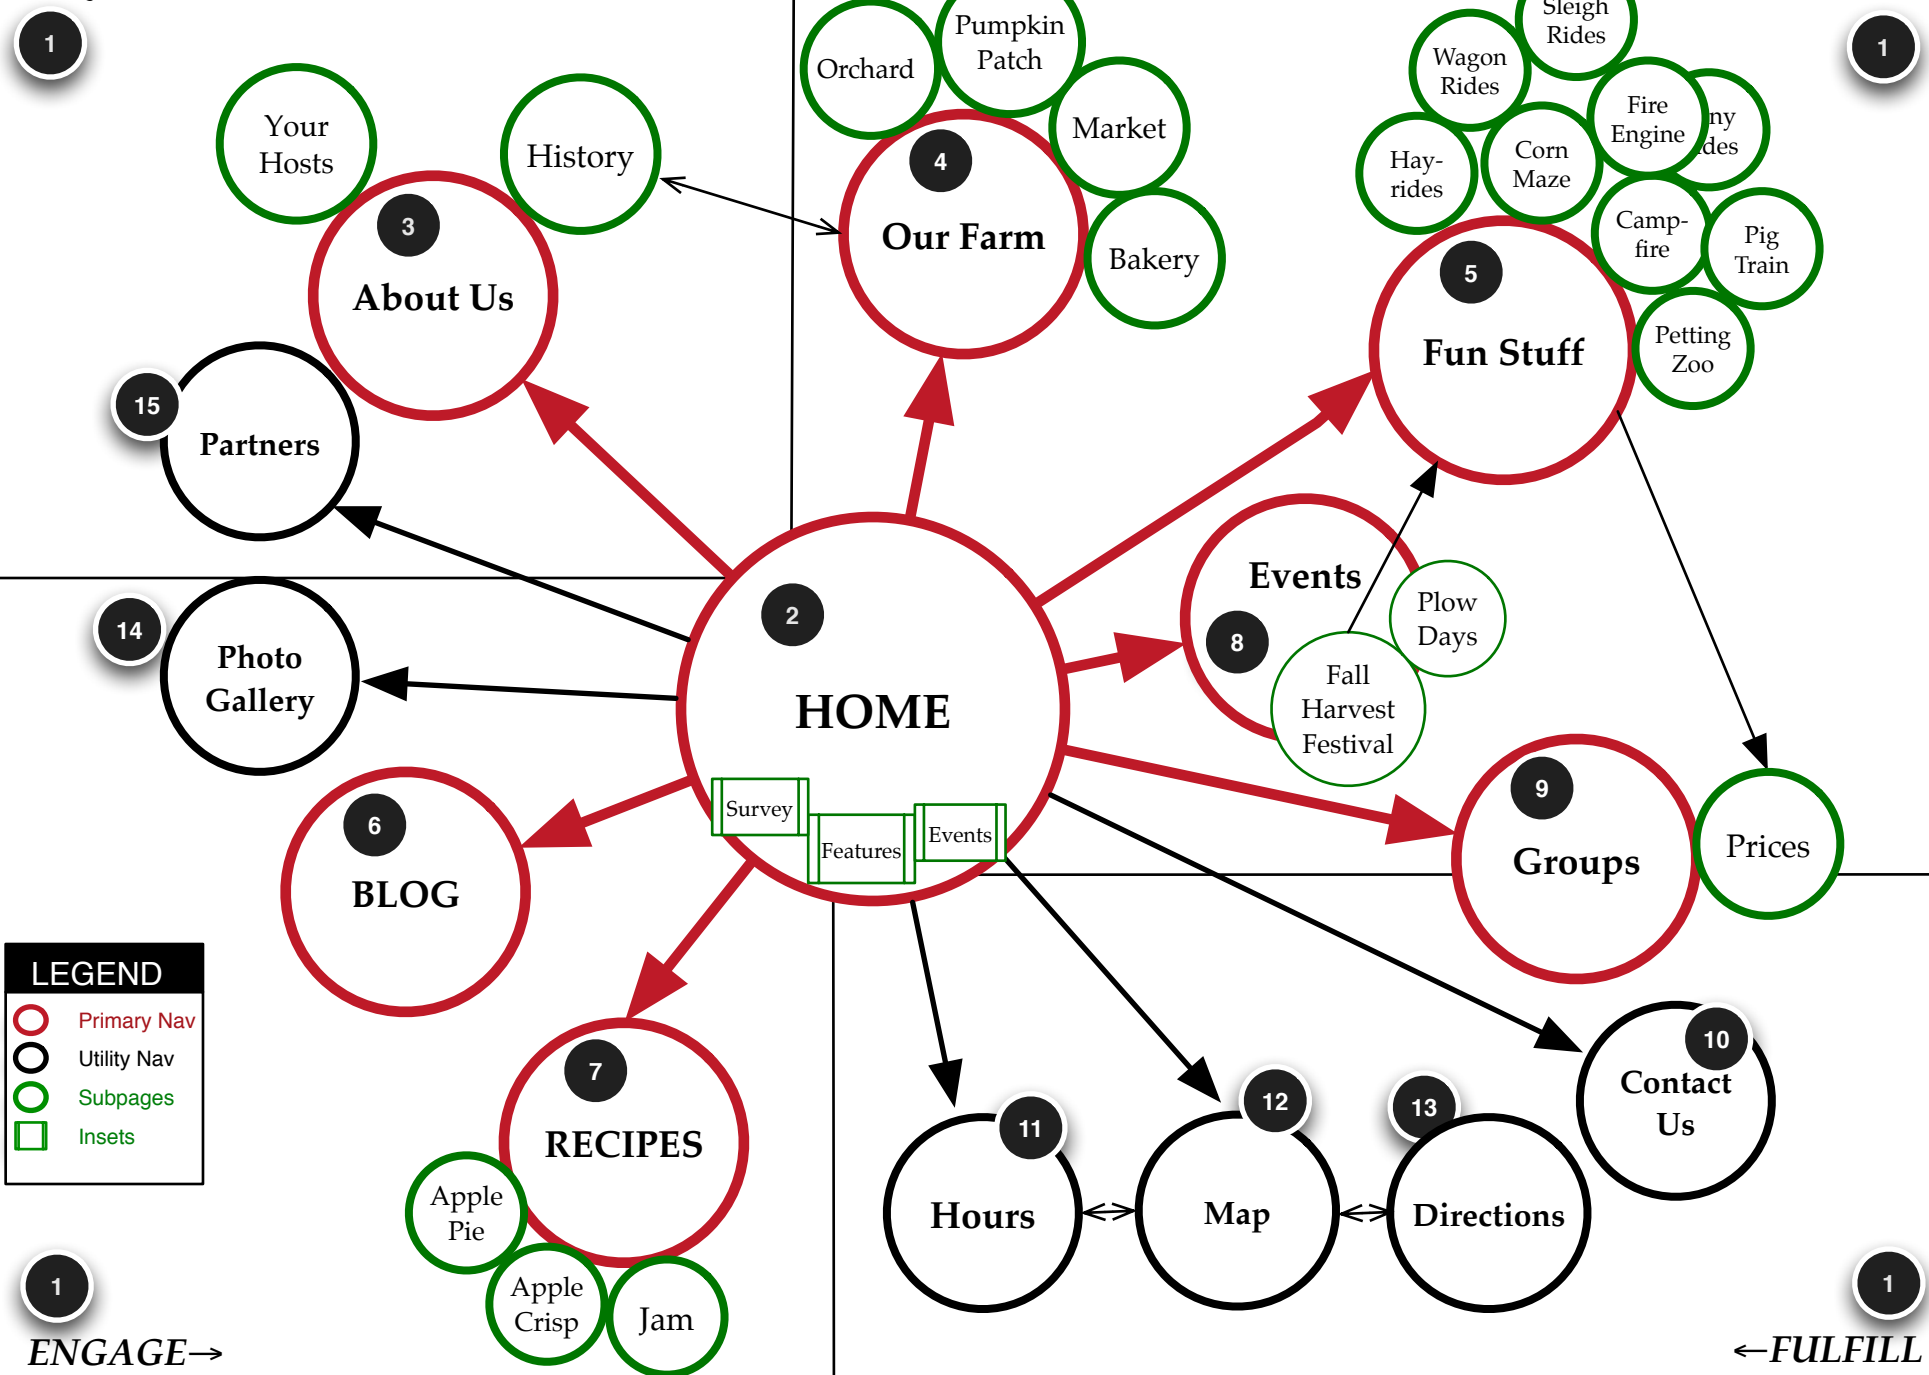 1
1
Orchard
Pumpkin
Patch
Market
Bakery
4
Our Farm
Sleigh
Rides
Wagon
Rides
Fire
Engine
Hay-
rides
Corn
Maze
Camp-
fire
Pig
Train
Petting
Zoo
5
Fun Stuff
Your
Hosts
History
3
About Us
15
Partners
14
Photo
Gallery
2
HOME
Survey
Features
Events
Events
8
Plow
Days
Fall
Harvest
Festival
9
Groups
Prices
6
BLOG
LEGEND
Primary Nav
Utility Nav
Subpages
Insets
7
RECIPES
Apple
Pie
Apple
Crisp
Jam
10
Contact
Us
11
Hours
12
Map
13
Directions
1
ENGAGE→
1
←FULFILL